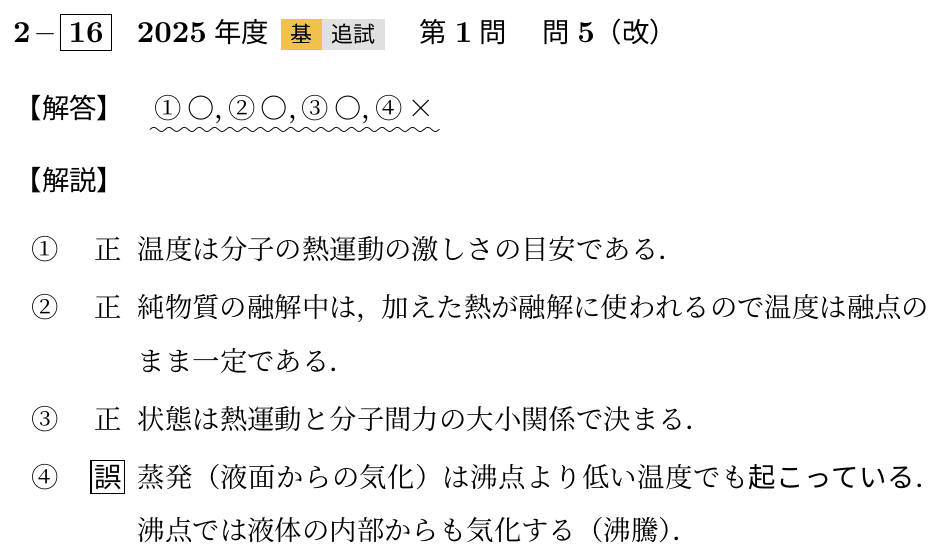 2－16 2025 年度 基 追試 第 1 問 問 5（改）
【解答】 ①○, ②○, ③○, ④×
【解説】
① 正 温度は分子の熱運動の激しさの目安である．
② 正 純物質の融解中は，加えた熱が融解に使われるので温度は融点の
まま一定である．
③ 正 状態は熱運動と分子間力の大小関係で決まる．
④ 誤 蒸発（液面からの気化）は沸点より低い温度でも起こっている．
沸点では液体の内部からも気化する（沸騰）．